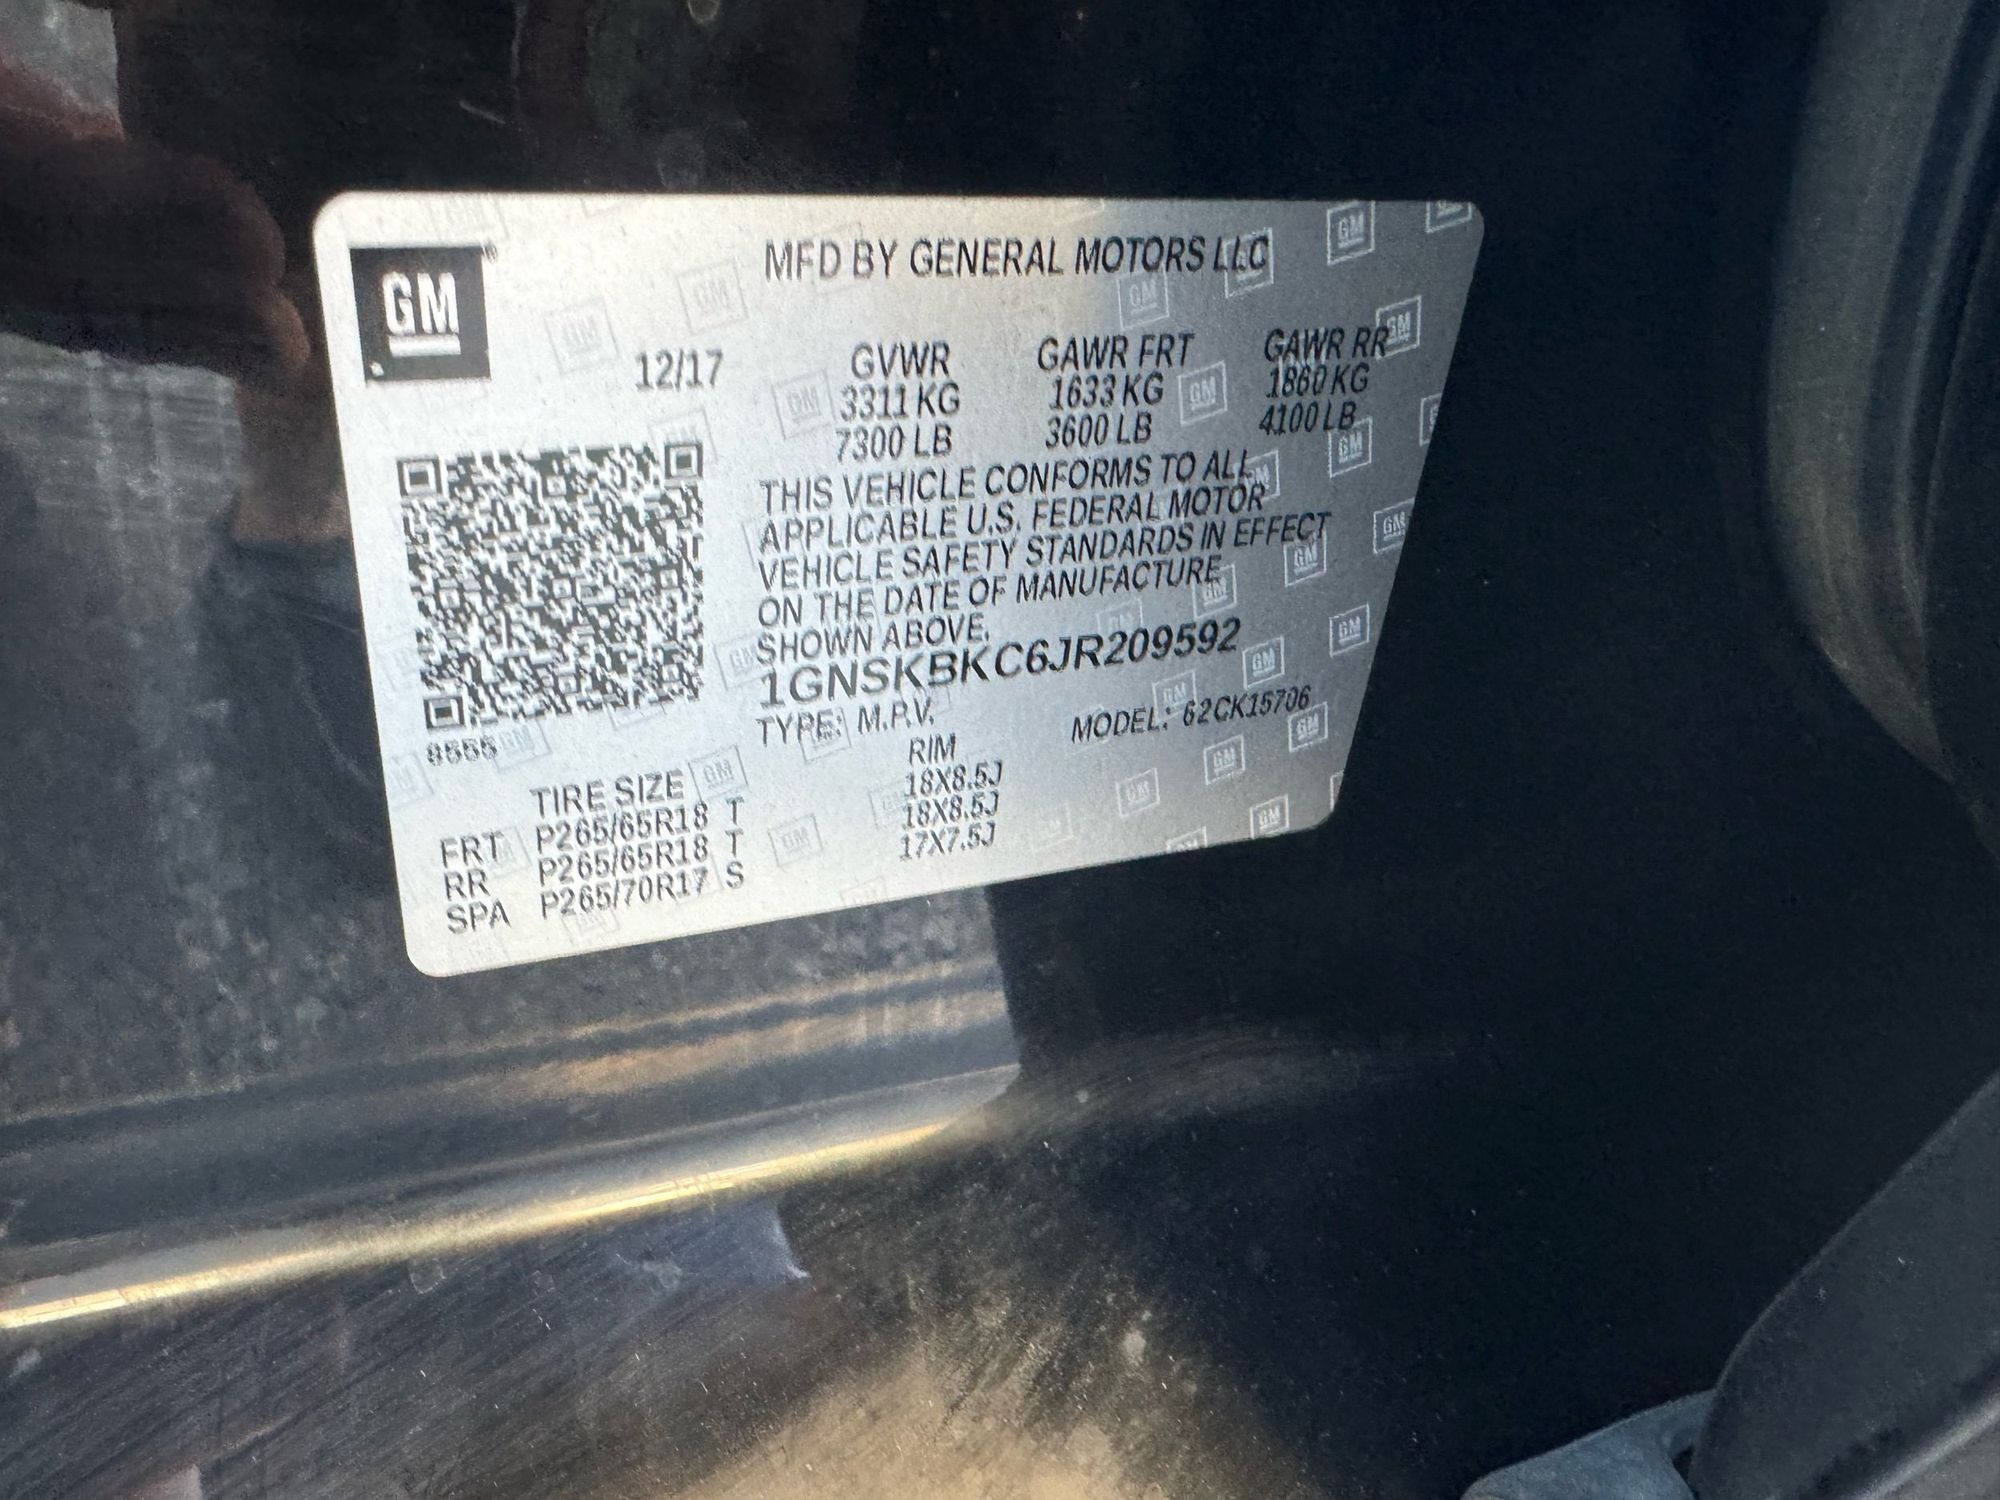 GM
MFD BY GENERAL MOTORS LLC
12/17
GVWR GAWR FRT GAWR RR
3311 KG 1633 KG 1860 KG
7300 LB 3600 LB 4100 LB
THIS VEHICLE CONFORMS TO ALL
APPLICABLE U.S. FEDERAL MOTOR
VEHICLE SAFETY STANDARDS IN EFFECT
ON THE DATE OF MANUFACTURE
SHOWN ABOVE.
1GNSKBKC6JR209592
TYPE: M.P.V. MODEL: 62CK15706
TIRE SIZE RIM
FRT P265/65R18 T 18X8.5J
RR P265/65R18 T 18X8.5J
SPA P265/70R17 S 17X7.5J